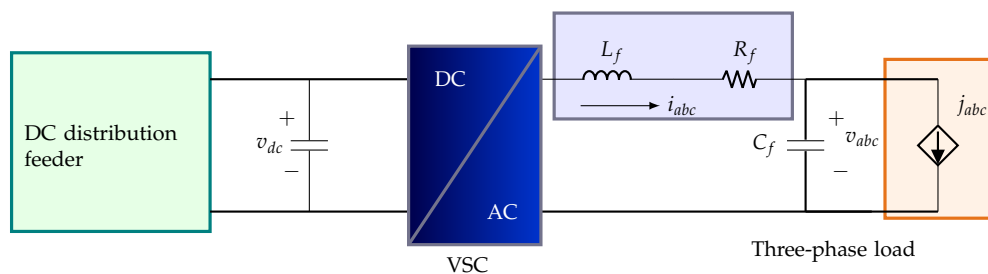 DC distribution
feeder
+
v_dc
−
DC
AC
VSC
L_f
R_f
i_abc
C_f
+
v_abc
−
j_abc
Three-phase load